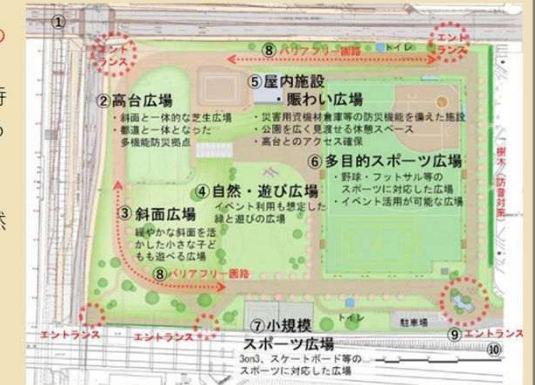 ①
エント
ランス
⑧バリアフリー園路
トイレ
エント
ランス
②高台広場
・斜面と一体的な芝生広場
・都道と一体となった
多機能防災拠点
⑤屋内施設
・賑わい広場
・災害用資機材倉庫等の防災機能を備えた施設
・公園を広く見渡せる休憩スペース
・高台とのアクセス確保
⑥多目的スポーツ広場
・野球・フットサル等の
スポーツに対応した広場
・イベント活用が可能な広場
樹木（防音対策）
④自然・遊び広場
イベント利用も想定した
緑と遊びの広場
③斜面広場
緩やかな斜面を活
かした小さな子ど
もも遊べる広場
⑧バリアフリー園路
エントランス
エントランス
トイレ
駐車場
⑨エントランス
⑦小規模
スポーツ広場
3on3、スケートボード等の
スポーツに対応した広場
⑩
の
時
の
然